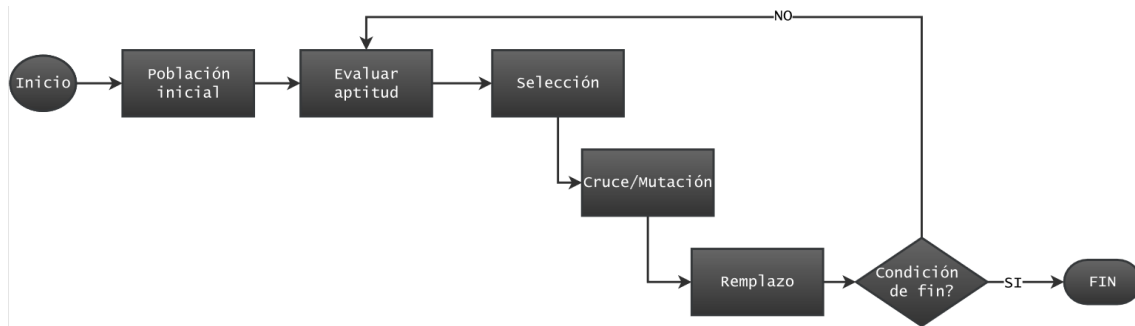 NO
Inicio
Población
inicial
Evaluar
aptitud
Selección
Cruce/Mutación
Remplazo
Condición
de fin?
SI
FIN